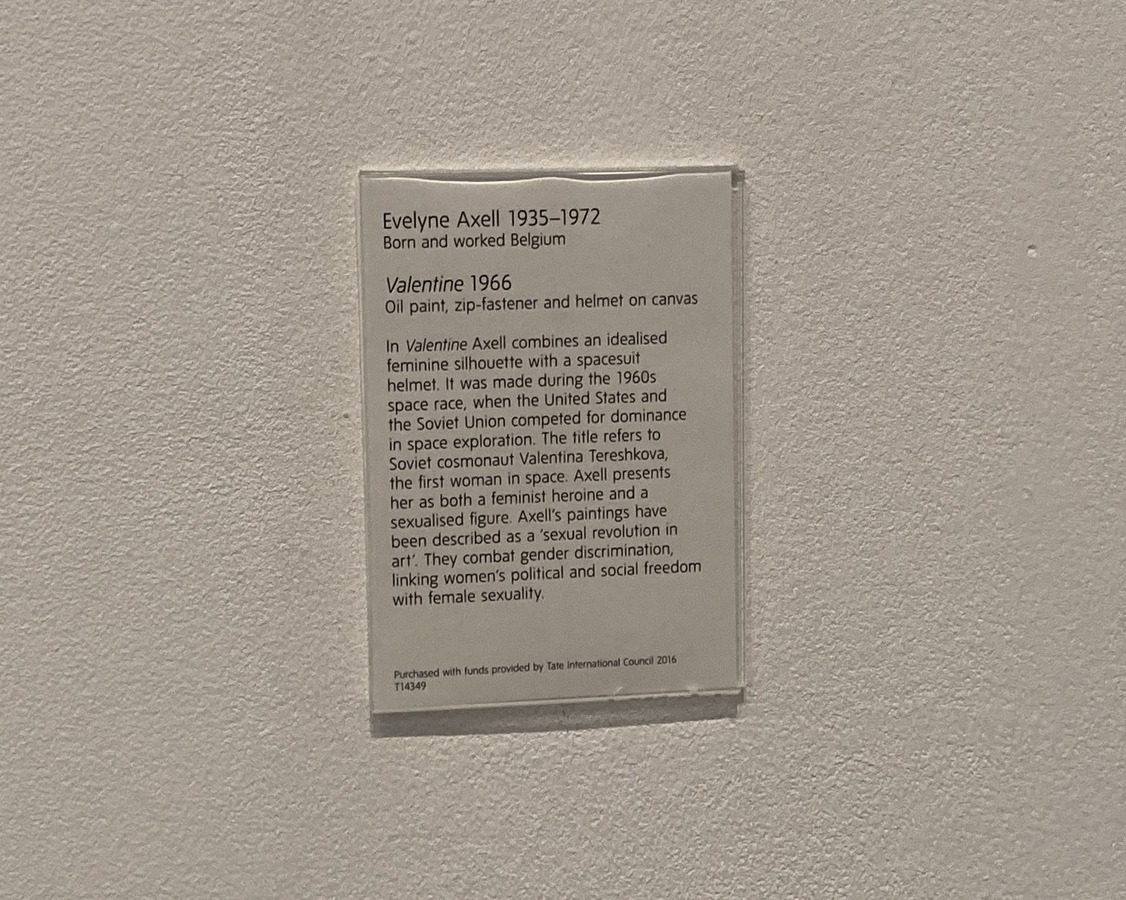 Evelyne Axell 1935–1972
Born and worked Belgium
Valentine 1966
Oil paint, zip-fastener and helmet on canvas
In Valentine Axell combines an idealised
feminine silhouette with a spacesuit
helmet. It was made during the 1960s
space race, when the United States and
the Soviet Union competed for dominance
in space exploration. The title refers to
Soviet cosmonaut Valentina Tereshkova,
the first woman in space. Axell presents
her as both a feminist heroine and a
sexualised figure. Axell's paintings have
been described as a 'sexual revolution in
art'. They combat gender discrimination,
linking women's political and social freedom
with female sexuality.
Purchased with funds provided by Tate International Council 2016
T14349